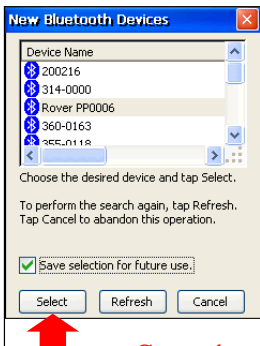 New Bluetooth Devices
Device Name
200216
314-0000
Rover PP0006
360-0163
355-0118
Choose the desired device and tap Select.
To perform the search again, tap Refresh.
Tap Cancel to abandon this operation.
Save selection for future use.
Select Refresh Cancel